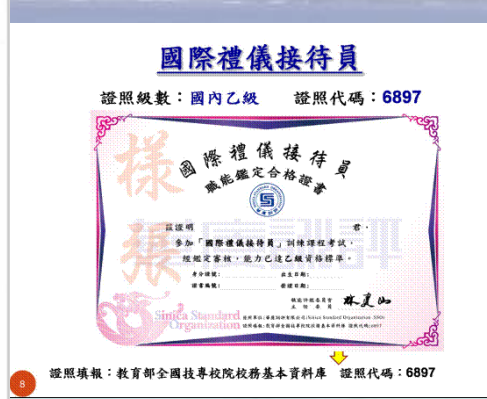 國際禮儀接待員
證照級數：國內乙級 證照代碼：6897
樣張
國際禮儀接待員
職能鑑定合格證書
茲證明 君，
參加「國際禮儀接待員」訓練課程考試，
經鑑定審核，能力已達乙級資格標準。
身分證號： 出生日期：
證書編號： 發證日期：
Sinica Standard
Organization
證照填報：教育部全國技專校院校務基本資料庫 證照代碼：6897
8